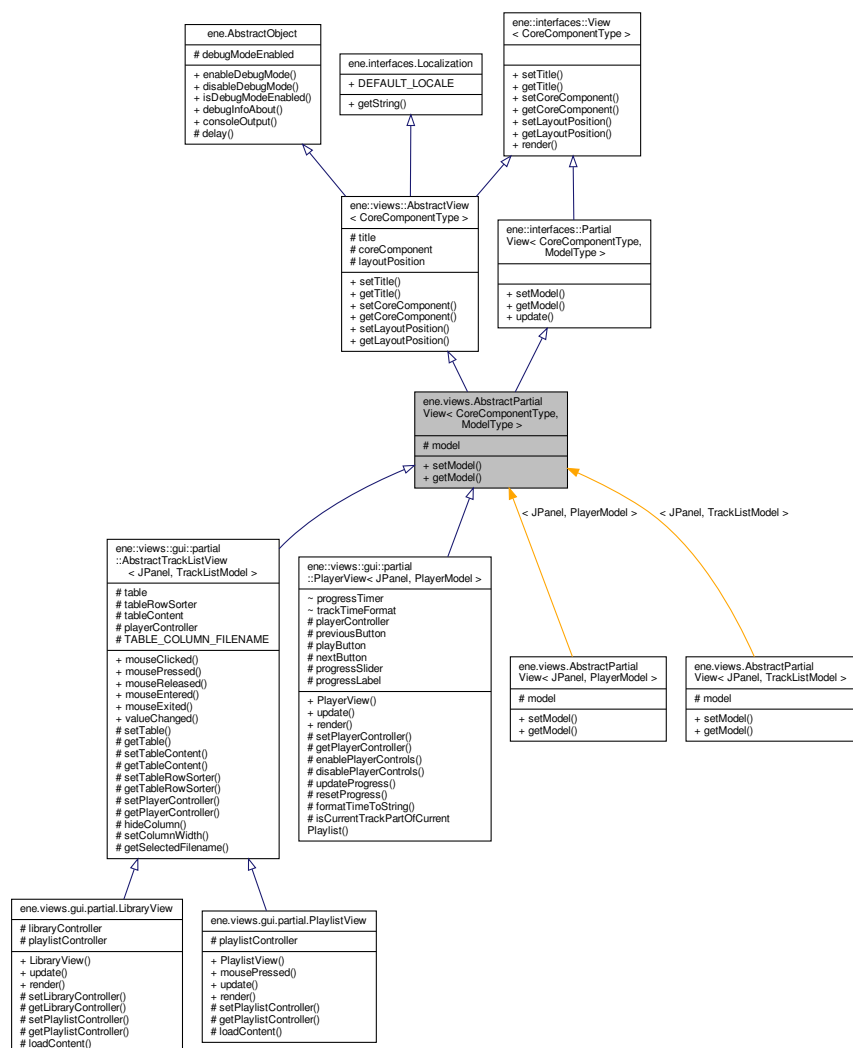 ene.AbstractObject
# debugModeEnabled
+ enableDebugMode()
+ disableDebugMode()
+ isDebugModeEnabled()
+ debugInfoAbout()
+ consoleOutput()
# delay()
ene.interfaces.Localization
+ DEFAULT_LOCALE
+ getString()
ene::interfaces::View
< CoreComponentType >
+ setTitle()
+ getTitle()
+ setCoreComponent()
+ getCoreComponent()
+ setLayoutPosition()
+ getLayoutPosition()
+ render()
ene::views::AbstractView
< CoreComponentType >
# title
# coreComponent
# layoutPosition
+ setTitle()
+ getTitle()
+ setCoreComponent()
+ getCoreComponent()
+ setLayoutPosition()
+ getLayoutPosition()
ene::interfaces::Partial
View< CoreComponentType,
ModelType >
+ setModel()
+ getModel()
+ update()
ene.views.AbstractPartial
View< CoreComponentType,
ModelType >
# model
+ setModel()
+ getModel()
< JPanel, PlayerModel >
< JPanel, TrackListModel >
ene::views::gui::partial
::AbstractTrackListView
< JPanel, TrackListModel >
# table
# tableRowSorter
# tableContent
# playerController
# TABLE_COLUMN_FILENAME
+ mouseClicked()
+ mousePressed()
+ mouseReleased()
+ mouseEntered()
+ mouseExited()
+ valueChanged()
# setTable()
# getTable()
# setTableContent()
# getTableContent()
# setTableRowSorter()
# getTableRowSorter()
# setPlayerController()
# getPlayerController()
# hideColumn()
# setColumnWidth()
# getSelectedFilename()
ene::views::gui::partial
::PlayerView< JPanel, PlayerModel >
~ progressTimer
~ trackTimeFormat
# playerController
# previousButton
# playButton
# nextButton
# progressSlider
# progressLabel
+ PlayerView()
+ update()
+ render()
# setPlayerController()
# getPlayerController()
# enablePlayerControls()
# disablePlayerControls()
# updateProgress()
# resetProgress()
# formatTimeToString()
# isCurrentTrackPartOfCurrent
Playlist()
ene.views.AbstractPartial
View< JPanel, PlayerModel >
# model
+ setModel()
+ getModel()
ene.views.AbstractPartial
View< JPanel, TrackListModel >
# model
+ setModel()
+ getModel()
ene.views.gui.partial.LibraryView
# libraryController
# playlistController
+ LibraryView()
+ update()
+ render()
# setLibraryController()
# getLibraryController()
# setPlaylistController()
# getPlaylistController()
# loadContent()
ene.views.gui.partial.PlaylistView
# playlistController
+ PlaylistView()
+ mousePressed()
+ update()
+ render()
# setPlaylistController()
# getPlaylistController()
# loadContent()